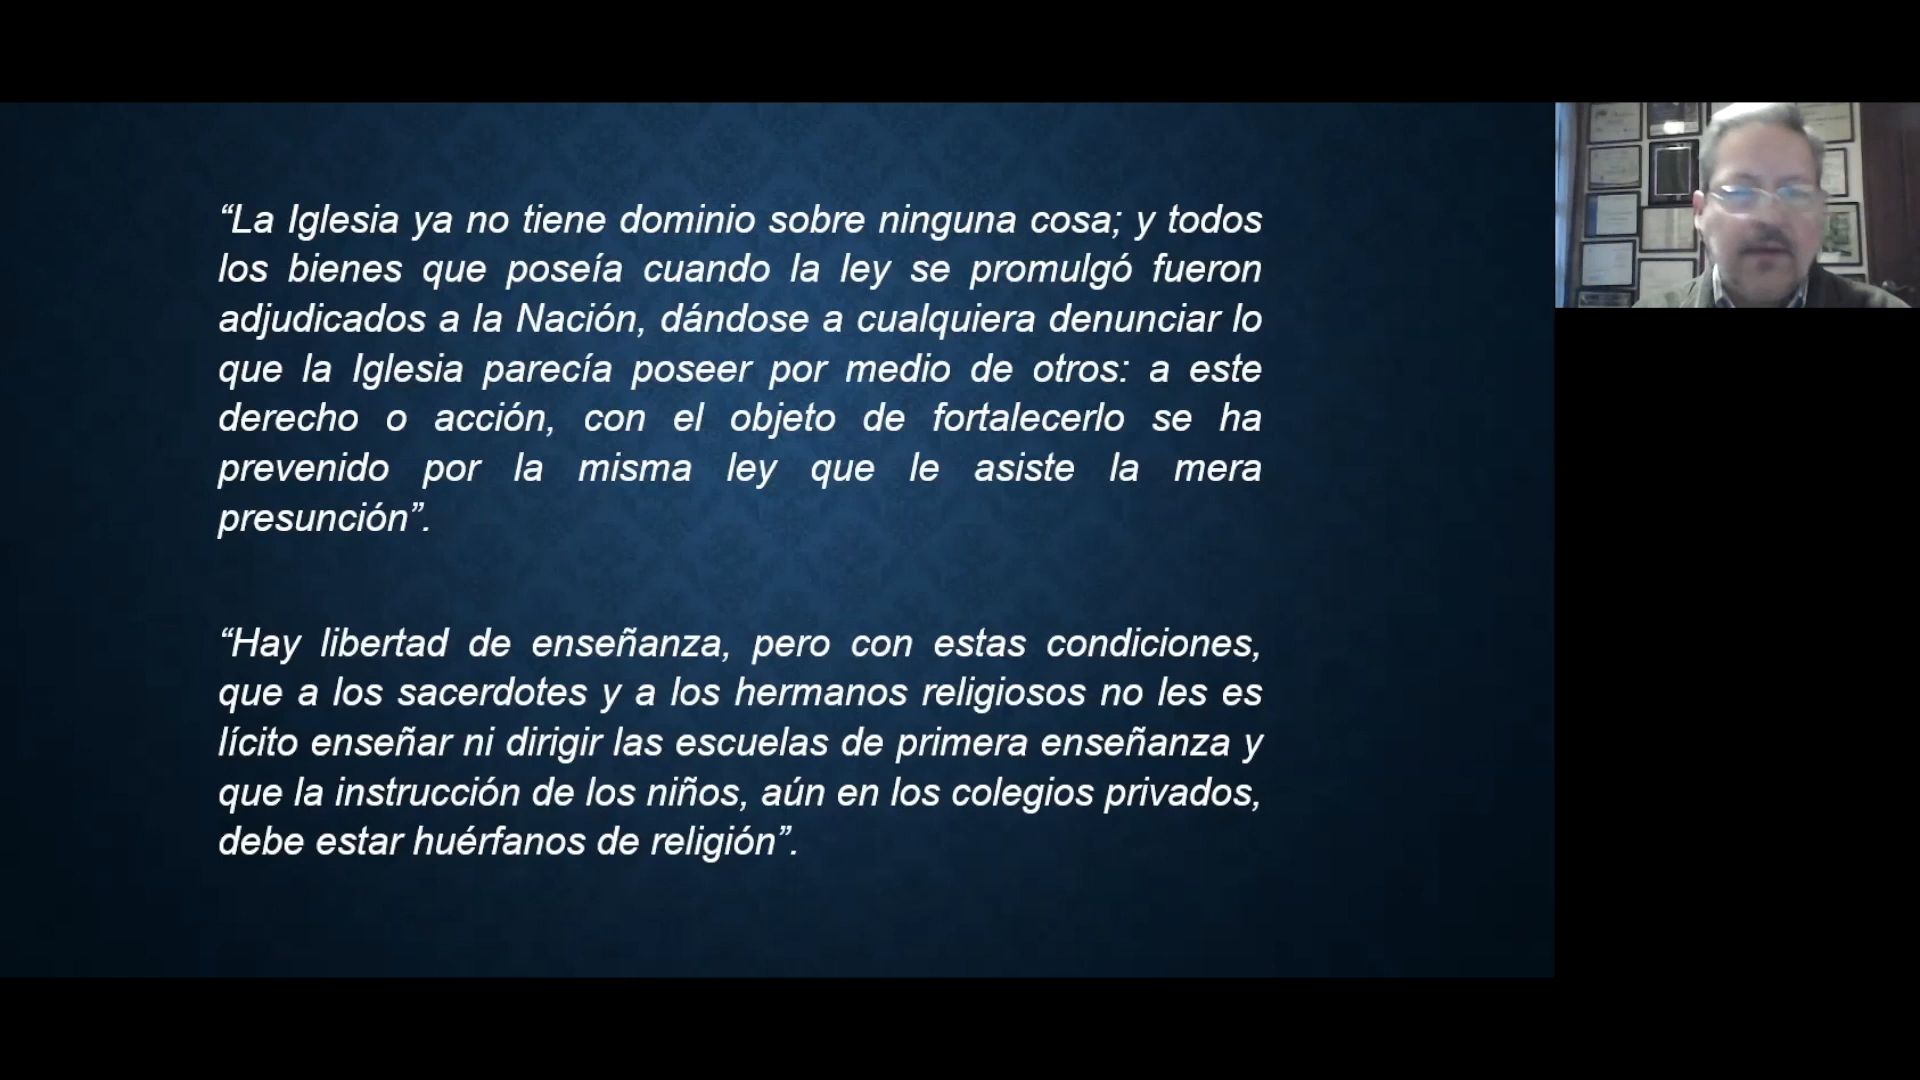 “La Iglesia ya no tiene dominio sobre ninguna cosa; y todos
los bienes que poseía cuando la ley se promulgó fueron
adjudicados a la Nación, dándose a cualquiera denunciar lo
que la Iglesia parecía poseer por medio de otros: a este
derecho o acción, con el objeto de fortalecerlo se ha
prevenido por la misma ley que le asiste la mera
presunción”.
“Hay libertad de enseñanza, pero con estas condiciones,
que a los sacerdotes y a los hermanos religiosos no les es
lícito enseñar ni dirigir las escuelas de primera enseñanza y
que la instrucción de los niños, aún en los colegios privados,
debe estar huérfanos de religión”.